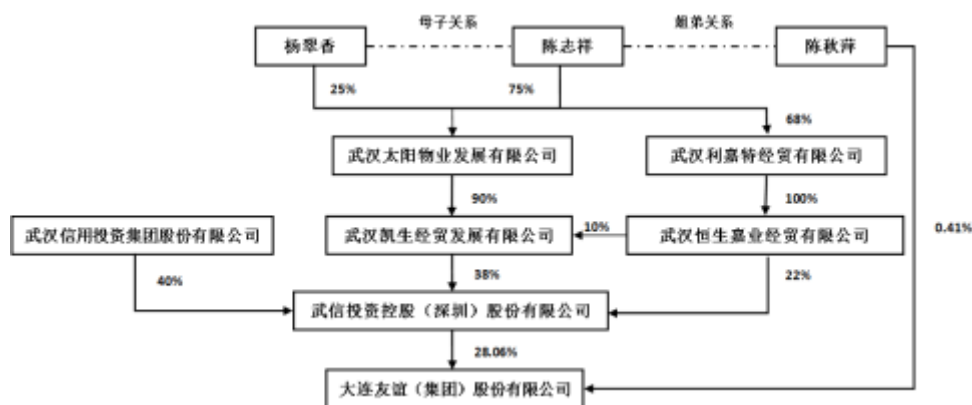 母子关系
姐弟关系
杨翠香
陈志祥
陈秋萍
25%
75%
68%
武汉太阳物业发展有限公司
武汉利嘉特经贸有限公司
90%
100%
武汉信用投资集团股份有限公司
武汉凯生经贸发展有限公司
10%
武汉恒生嘉业经贸有限公司
0.41%
40%
38%
22%
武信投资控股（深圳）股份有限公司
28.06%
大连友谊（集团）股份有限公司